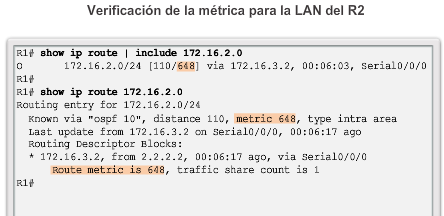 Verificación de la métrica para la LAN del R2
R1# show ip route | include 172.16.2.0
O 172.16.2.0/24 [110/648] via 172.16.3.2, 00:06:03, Serial0/0/0
R1#
R1# show ip route 172.16.2.0
Routing entry for 172.16.2.0/24
Known via "ospf 10", distance 110, metric 648, type intra area
Last update from 172.16.3.2 on Serial0/0/0, 00:06:17 ago
Routing Descriptor Blocks:
* 172.16.3.2, from 2.2.2.2, 00:06:17 ago, via Serial0/0/0
Route metric is 648, traffic share count is 1
R1#